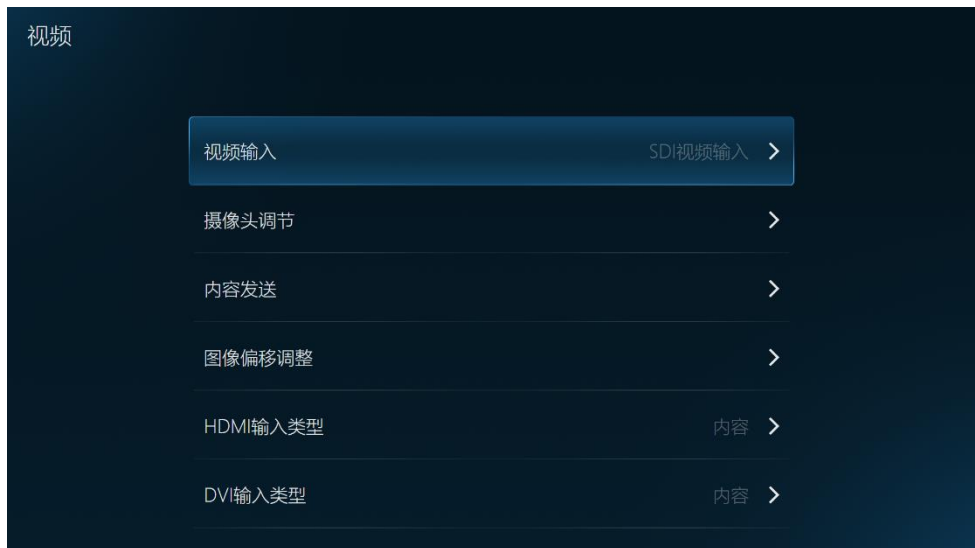 视频
视频输入 SDI视频输入
摄像头调节
内容发送
图像偏移调整
HDMI输入类型 内容
DVI输入类型 内容